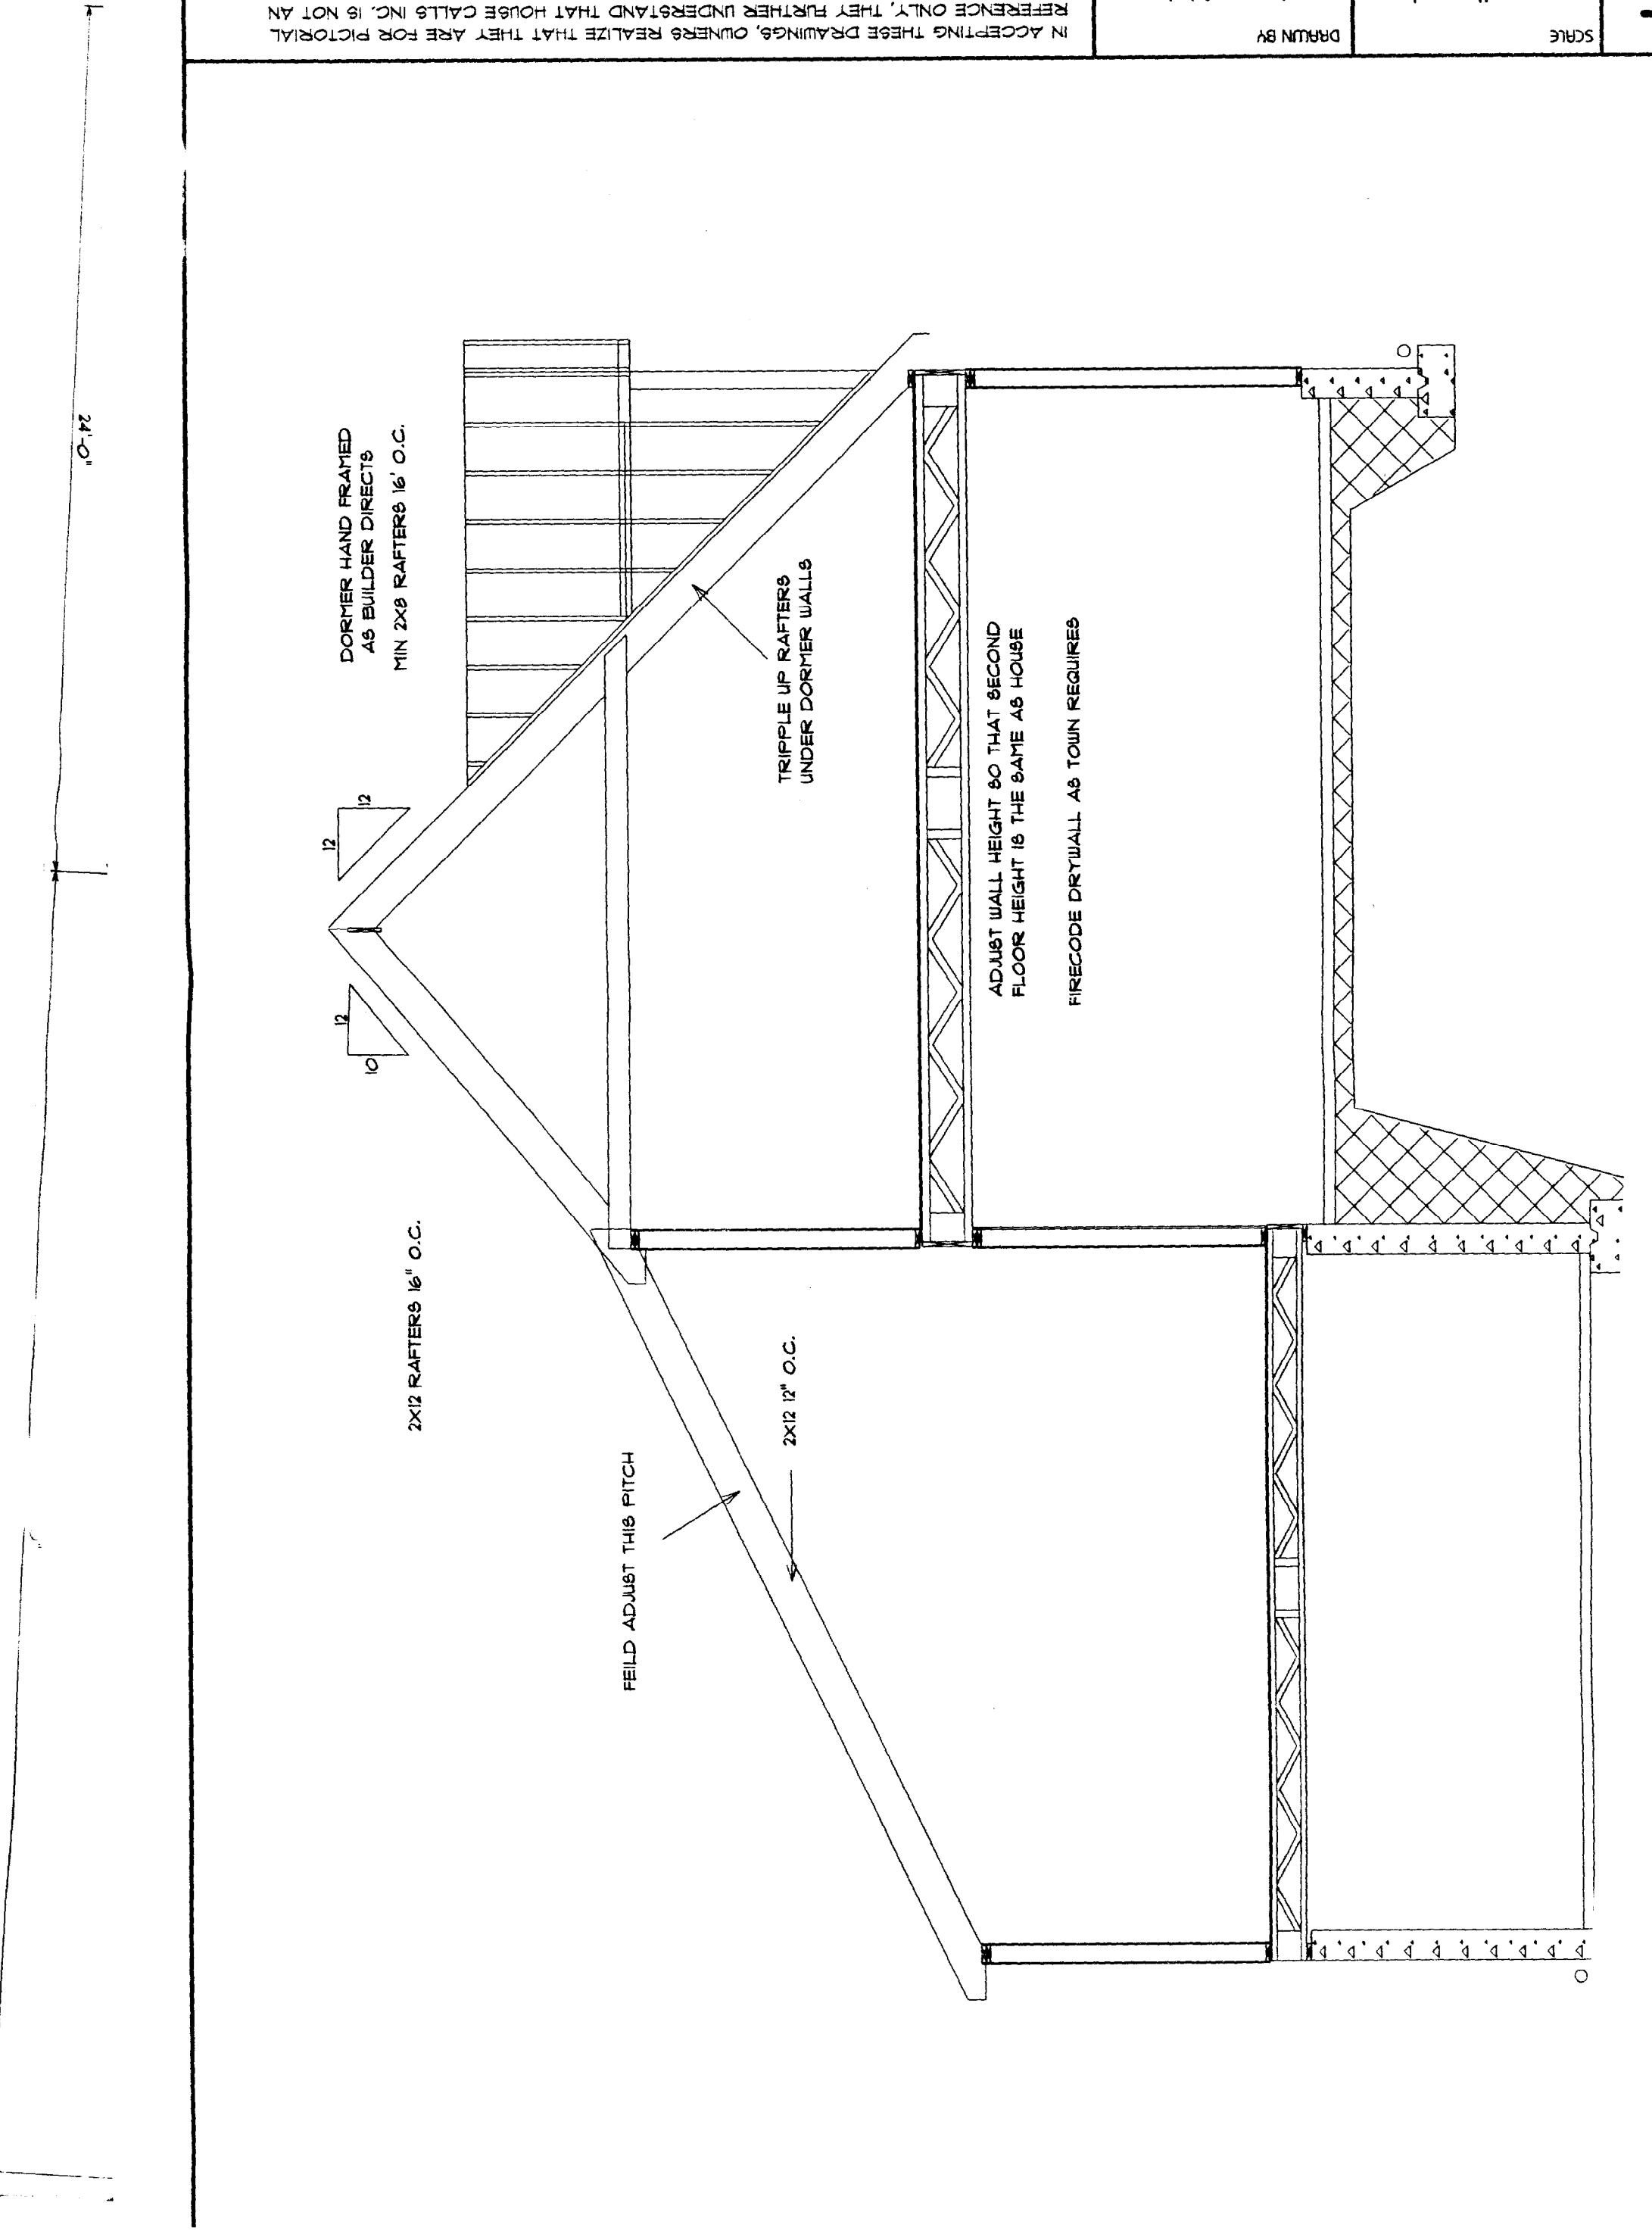 24'-0"
DORMER HAND FRAMED
AS BUILDER DIRECTS
MIN 2X8 RAFTERS 16' O.C.
12
12
12
10
2X12 RAFTERS 16" O.C.
TRIPPLE UP RAFTERS
UNDER DORMER WALLS
FEILD ADJUST THIS PITCH
2X12 12" O.C.
ADJUST WALL HEIGHT SO THAT SECOND
FLOOR HEIGHT IS THE SAME AS HOUSE
FIRECODE DRYWALL AS TOWN REQUIRES
IN ACCEPTING THESE DRAWINGS, OWNERS REALIZE THAT THEY ARE FOR PICTORIAL
REFERENCE ONLY, THEY FURTHER UNDERSTAND THAT HOUSE CALLS INC. IS NOT AN
DRAWN BY
SCALE